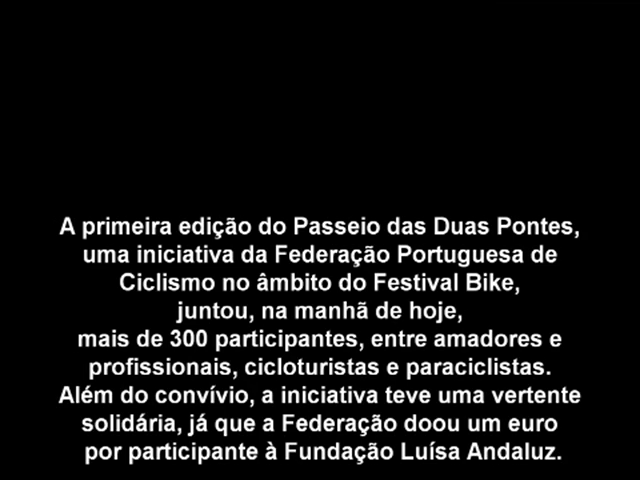 A primeira edição do Passeio das Duas Pontes,
uma iniciativa da Federação Portuguesa de
Ciclismo no âmbito do Festival Bike,
juntou, na manhã de hoje,
mais de 300 participantes, entre amadores e
profissionais, cicloturistas e paraciclistas.
Além do convívio, a iniciativa teve uma vertente
solidária, já que a Federação doou um euro
por participante à Fundação Luísa Andaluz.